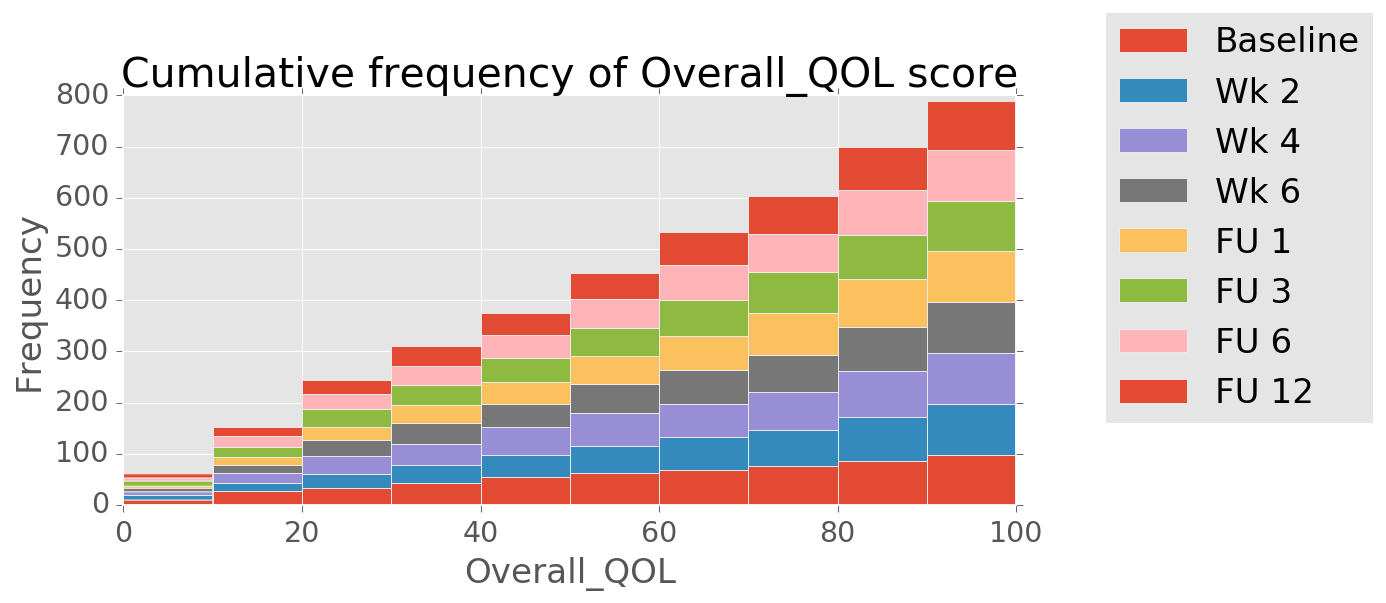 Cumulative frequency of Overall_QOL score
800
700
600
500
400
300
200
100
0
Frequency
0 20 40 60 80 100
Overall_QOL
Baseline
Wk 2
Wk 4
Wk 6
FU 1
FU 3
FU 6
FU 12